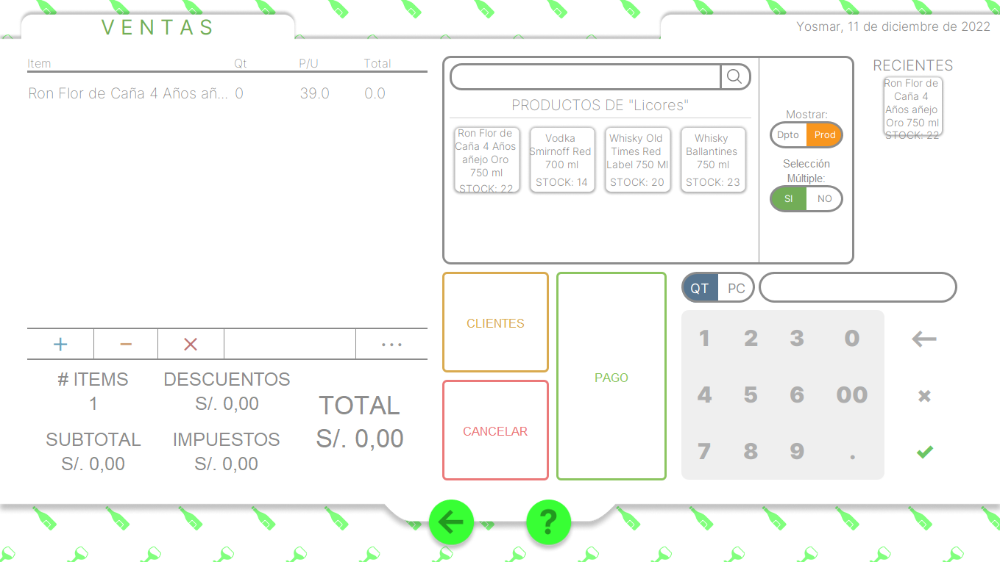 VENTAS
Yosmar, 11 de diciembre de 2022
Item Qt P/U Total
Ron Flor de Caña 4 Años añ... 0 39.0 0.0
PRODUCTOS DE "Licores"
Ron Flor de
Caña 4 Años
añejo Oro
750 ml
STOCK: 22
Vodka
Smirnoff Red
700 ml
STOCK: 14
Whisky Old
Times Red
Label 750 Ml
STOCK: 20
Whisky
Ballantines
750 ml
STOCK: 23
Mostrar:
Dpto Prod
Selección
Múltiple:
SI NO
RECIENTES
Ron Flor de
Caña 4
Años añejo
Oro 750 ml
STOCK: 22
+ − × ...
# ITEMS
1
DESCUENTOS
S/. 0,00
SUBTOTAL
S/. 0,00
IMPUESTOS
S/. 0,00
TOTAL
S/. 0,00
CLIENTES
CANCELAR
PAGO
QT PC
1 2 3 0
4 5 6 00
7 8 9 .
?